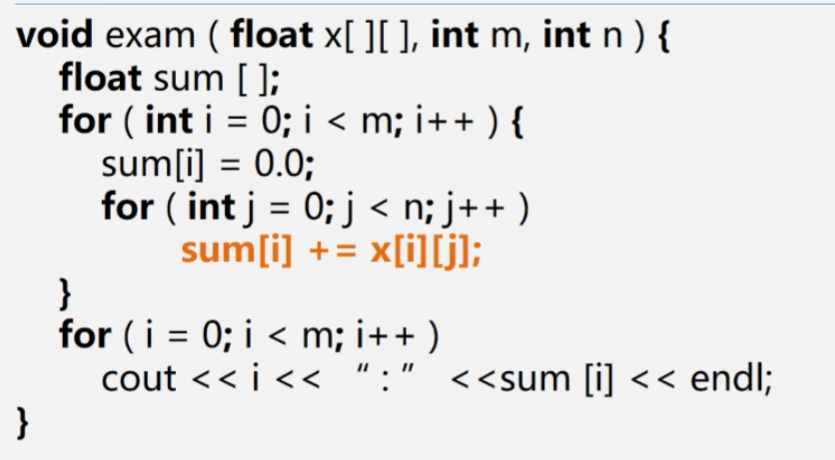 void exam ( float x[ ][ ], int m, int n ) {
float sum [ ];
for ( int i = 0; i < m; i++ ) {
sum[i] = 0.0;
for ( int j = 0; j < n; j++ )
sum[i] += x[i][j];
}
for ( i = 0; i < m; i++ )
cout << i << “ : ” <<sum [i] << endl;
}